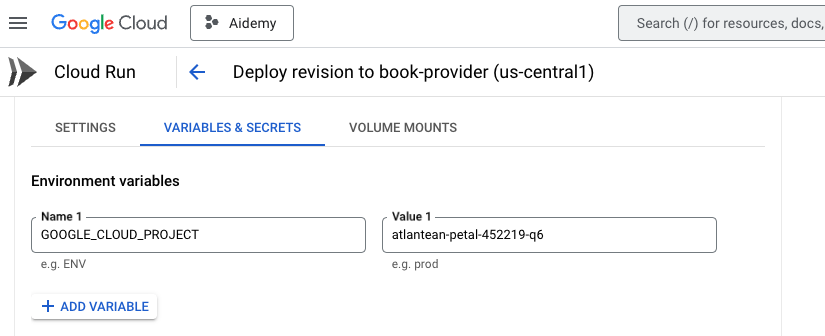 Google Cloud Aidemy Search (/) for resources, docs,
Cloud Run Deploy revision to book-provider (us-central1)
SETTINGS VARIABLES & SECRETS VOLUME MOUNTS
Environment variables
Name 1 Value 1
GOOGLE_CLOUD_PROJECT atlantean-petal-452219-q6
e.g. ENV e.g. prod
+ ADD VARIABLE